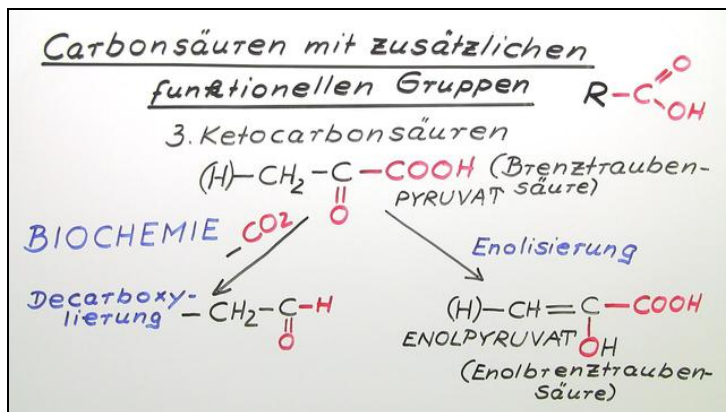 Carbonsäuren mit zusätzlichen
funktionellen Gruppen
R–C
O
OH
3. Ketocarbonsäuren
(H)–CH₂–C–COOH (Brenztrauben-
O
PYRUVAT säure)
BIOCHEMIE
–CO2
Enolisierung
Decarboxy-
lierung
–CH₂–C–H
O
(H)–CH=C–COOH
ENOLPYRUVAT OH
(Enolbrenztrauben-
säure)